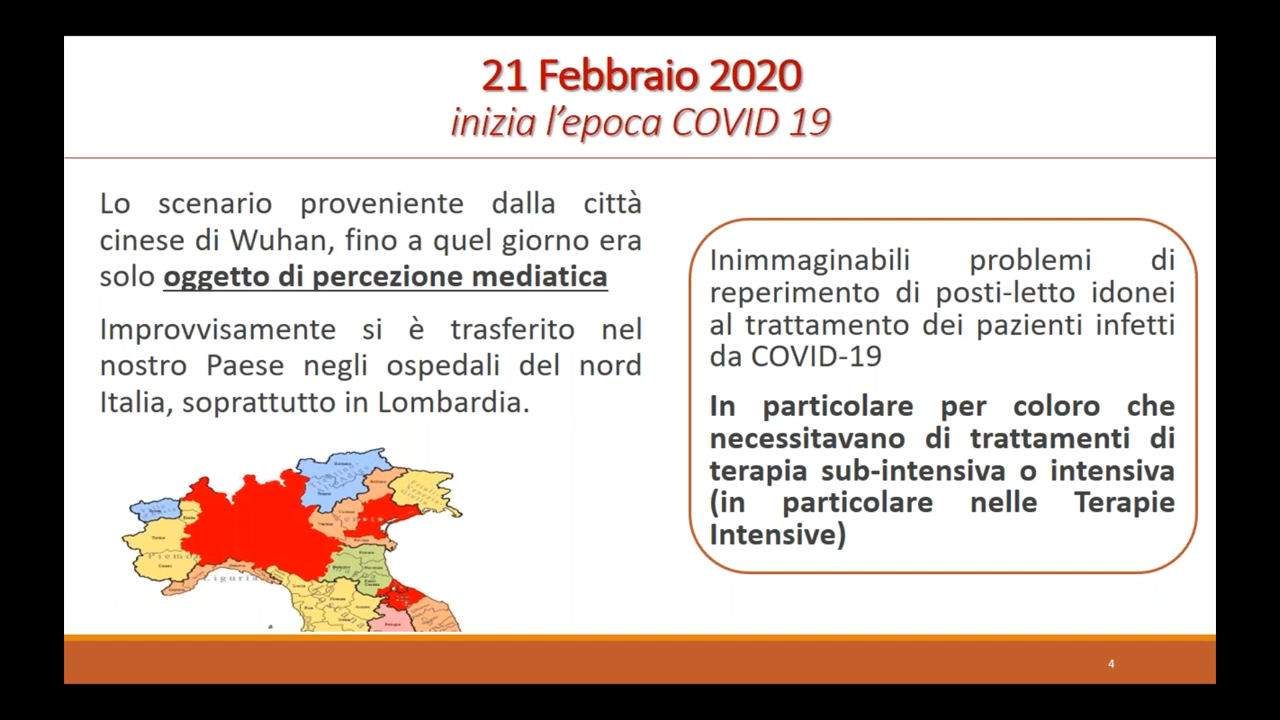 21 Febbraio 2020
inizia l'epoca COVID 19
Lo scenario proveniente dalla città
cinese di Wuhan, fino a quel giorno era
solo oggetto di percezione mediatica
Improvvisamente si è trasferito nel
nostro Paese negli ospedali del nord
Italia, soprattutto in Lombardia.
Inimmaginabili problemi di
reperimento di posti-letto idonei
al trattamento dei pazienti infetti
da COVID-19
In particolare per coloro che
necessitavano di trattamenti di
terapia sub-intensiva o intensiva
(in particolare nelle Terapie
Intensive)
Liguria
4